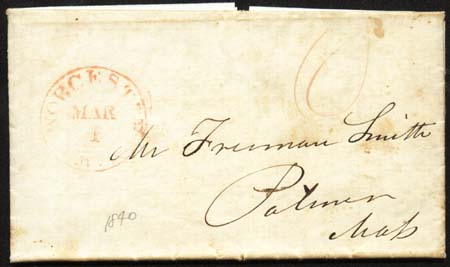 WORCESTER
MAR
1
6
Mr Freeman Smith
Palmer
Mass
1840